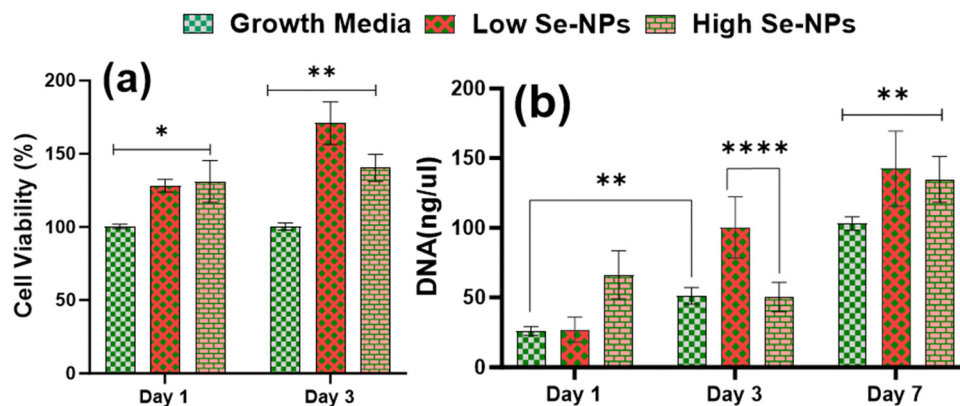 Growth Media Low Se-NPs High Se-NPs
(a)
Cell Viability (%)
200
150
100
50
0
*
**
Day 1 Day 3
(b)
DNA(ng/ul)
200
150
100
50
0
**
****
**
Day 1 Day 3 Day 7